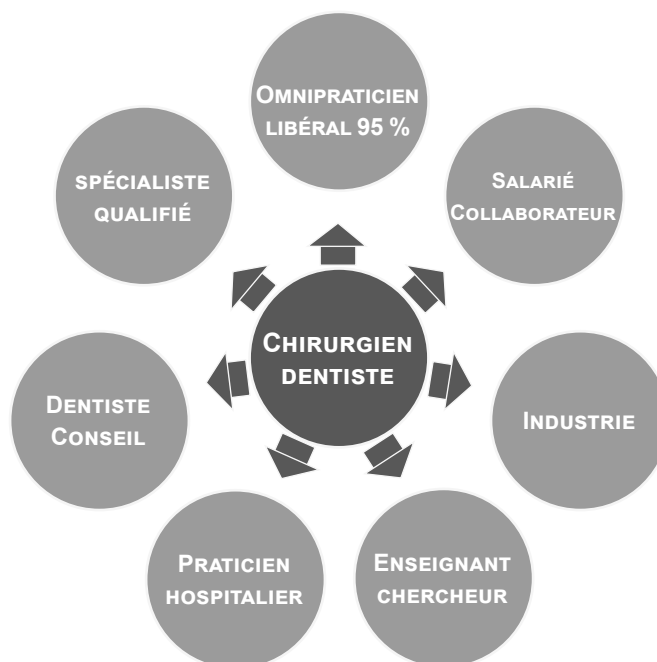 Omnipraticien
libéral 95 %
Salarié
Collaborateur
Industrie
Enseignant
chercheur
Praticien
hospitalier
Dentiste
Conseil
spécialiste
qualifié
Chirurgien
dentiste